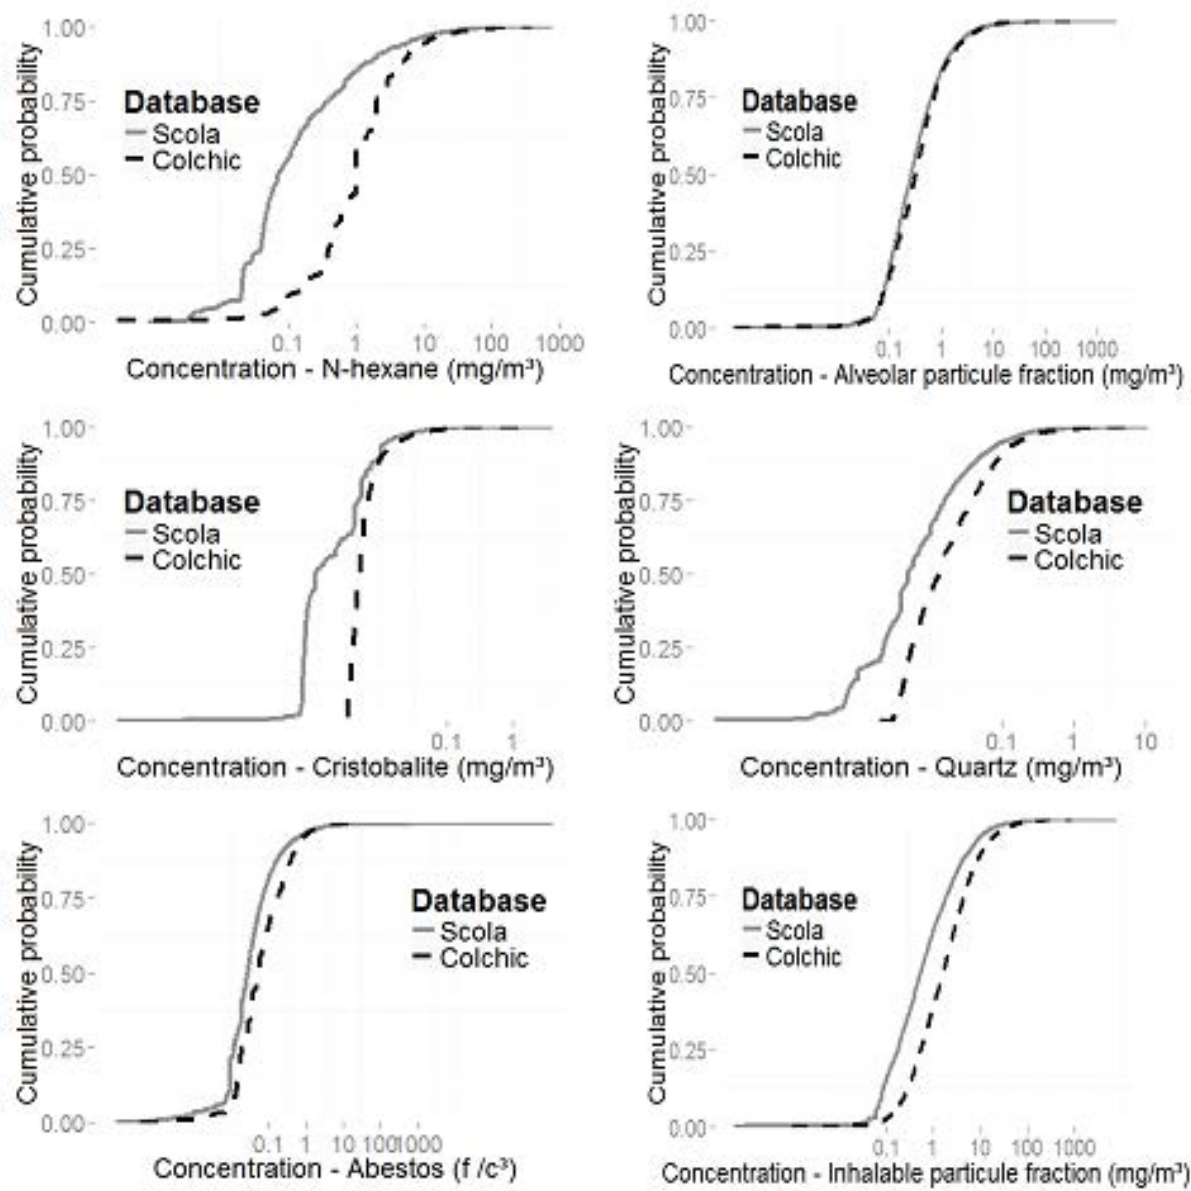 1.00
0.75
0.50
0.25
0.00
Cumulative probability
Database
Scola
Colchic
0.1 1 10 100 1000
Concentration - N-hexane (mg/m³)
1.00
0.75
0.50
0.25
0.00
Cumulative probability
Database
Scola
Colchic
0.1 1 10 100 1000
Concentration - Alveolar particule fraction (mg/m³)
1.00
0.75
0.50
0.25
0.00
Cumulative probability
Database
Scola
Colchic
0.1 1
Concentration - Cristobalite (mg/m³)
1.00
0.75
0.50
0.25
0.00
Cumulative probability
Database
Scola
Colchic
0.1 1 10
Concentration - Quartz (mg/m³)
1.00
0.75
0.50
0.25
0.00
Cumulative probability
Database
Scola
Colchic
0.1 1 10 100 1000
Concentration - Abestos (f /c³)
1.00
0.75
0.50
0.25
0.00
Cumulative probability
Database
Scola
Colchic
0.1 1 10 100 1000
Concentration - Inhalable particule fraction (mg/m³)